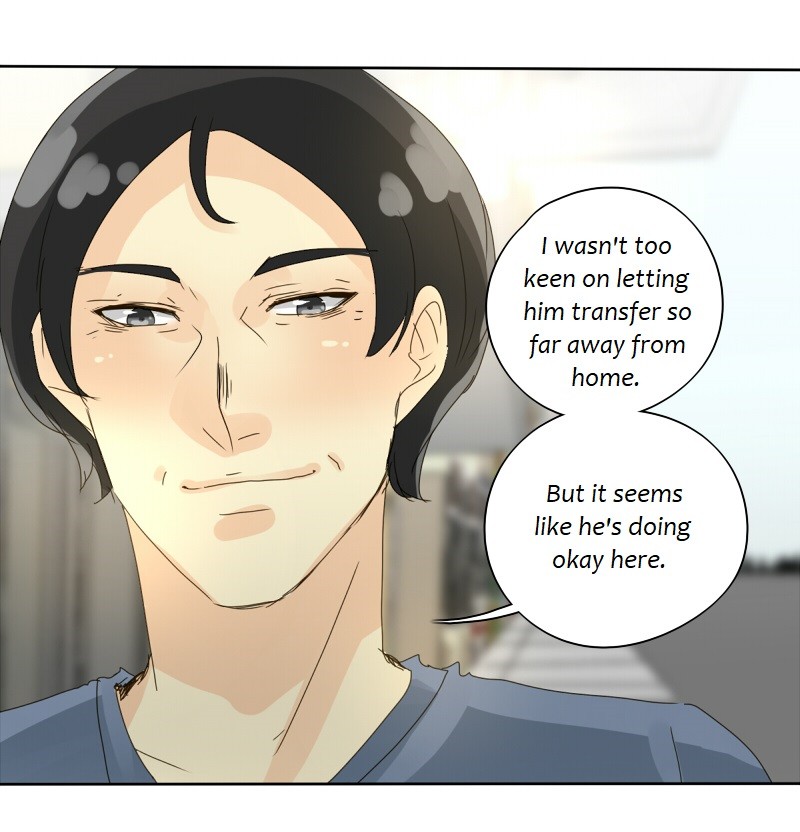 I wasn't too
keen on letting
him transfer so
far away from
home.
But it seems
like he's doing
okay here.